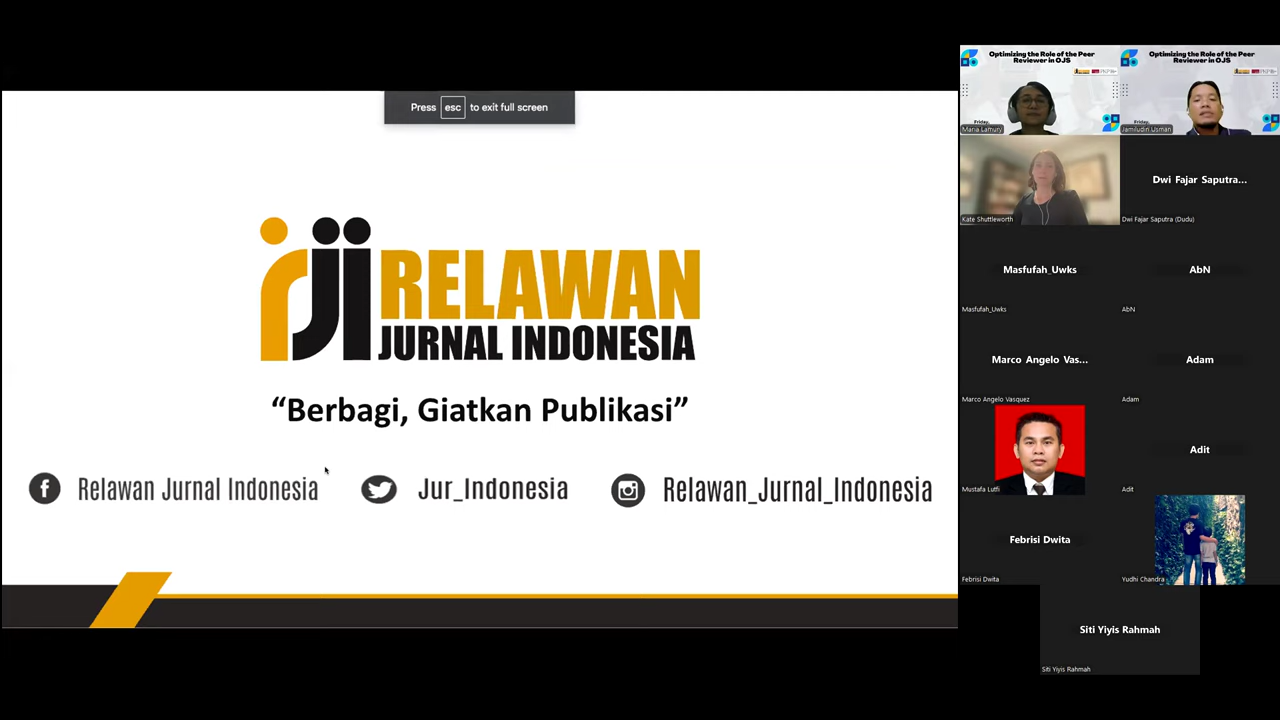 Press esc to exit full screen
rji RELAWAN
JURNAL INDONESIA
“Berbagi, Giatkan Publikasi”
Relawan Jurnal Indonesia
Jur_Indonesia
Relawan_Jurnal_Indonesia
Optimizing the Role of the Peer
Reviewer in OJS
Friday,
Maria Lamury
Optimizing the Role of the Peer
Reviewer in OJS
Friday,
Jamiludin Usman
Kate Shuttleworth
Dwi Fajar Saputra...
Dwi Fajar Saputra (Dudu)
Masfufah_Uwks
Masfufah_Uwks
AbN
AbN
Marco Angelo Vas...
Marco Angelo Vasquez
Adam
Adam
Mustafa Lutfi
Adit
Adit
Febrisi Dwita
Febrisi Dwita
Yudhi Chandra
Siti Yiyis Rahmah
Siti Yiyis Rahmah